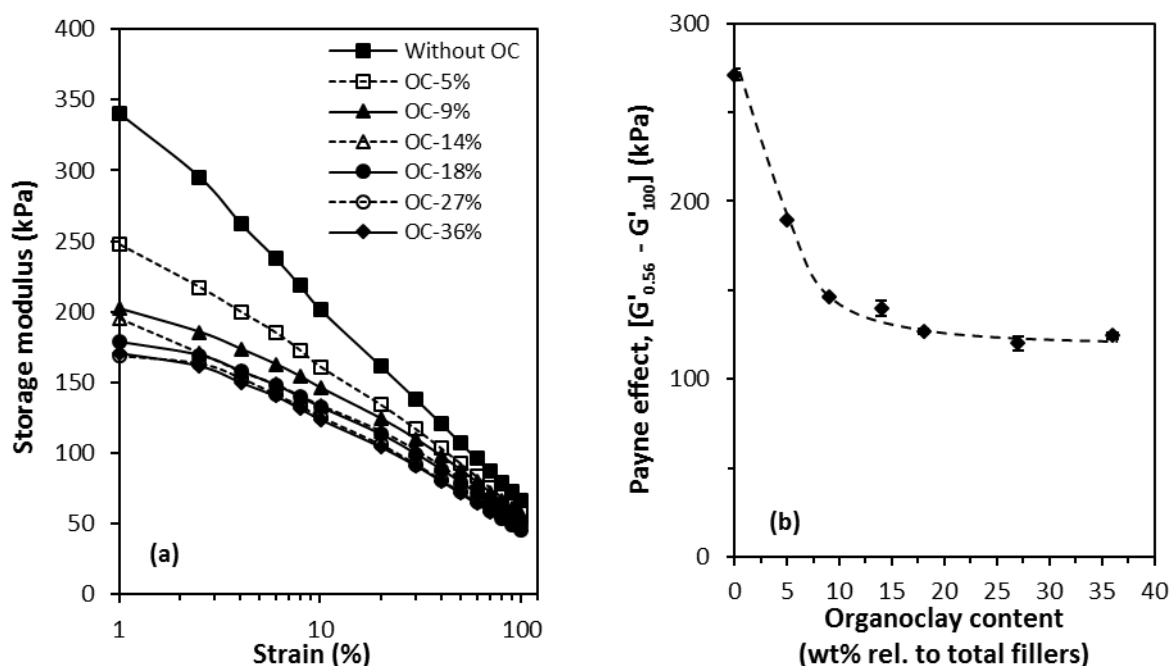 400
350
300
250
200
150
100
50
0
Storage modulus (kPa)
Without OC
OC-5%
OC-9%
OC-14%
OC-18%
OC-27%
OC-36%
(a)
1 10 100
Strain (%)
300
200
100
0
Payne effect, [G'0.56 - G'100] (kPa)
(b)
0 5 10 15 20 25 30 35 40
Organoclay content
(wt% rel. to total fillers)